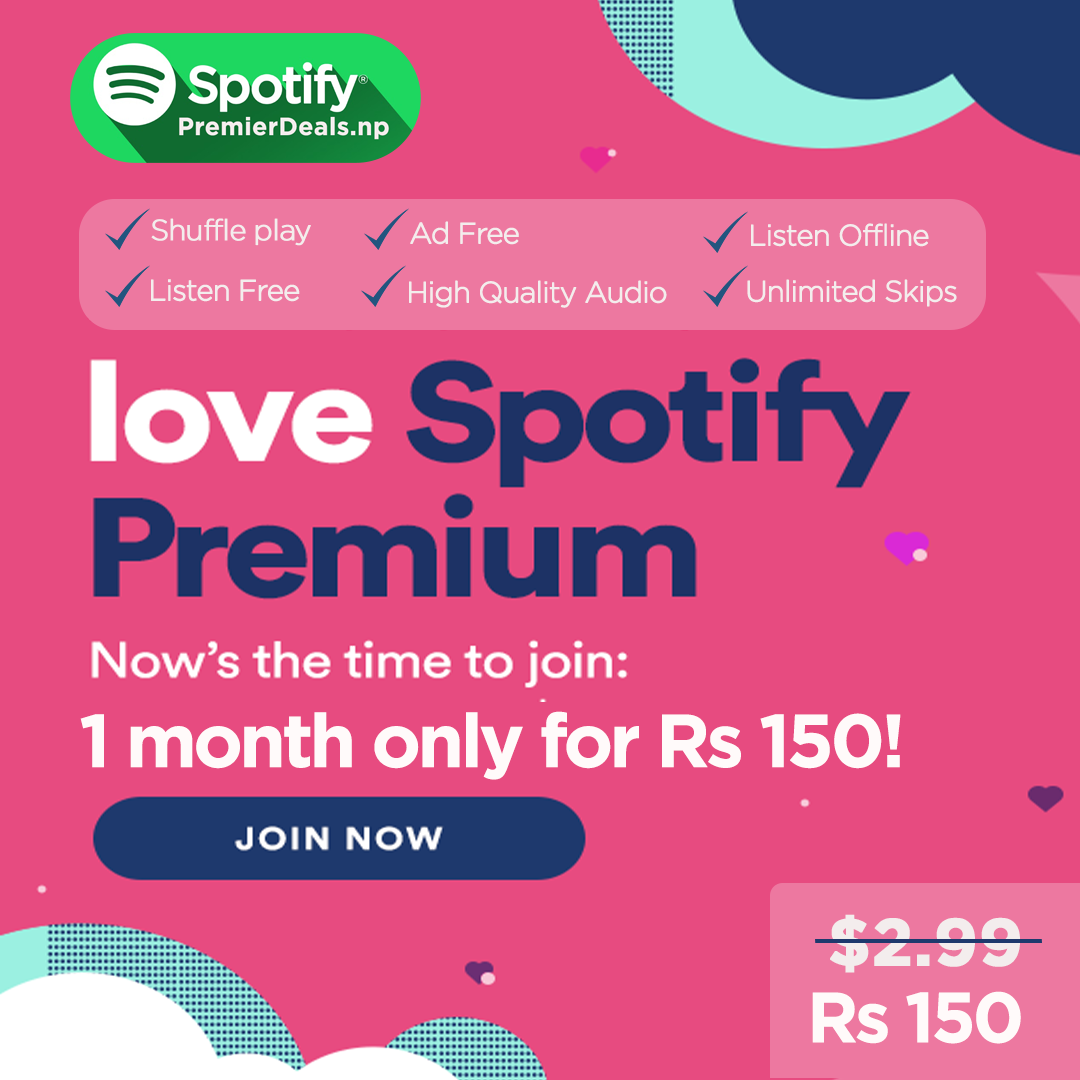 Spotify®
PremierDeals.np
Shuffle play
Ad Free
Listen Offline
Listen Free
High Quality Audio
Unlimited Skips
love Spotify
Premium
Now's the time to join:
1 month only for Rs 150!
JOIN NOW
$2.99
Rs 150